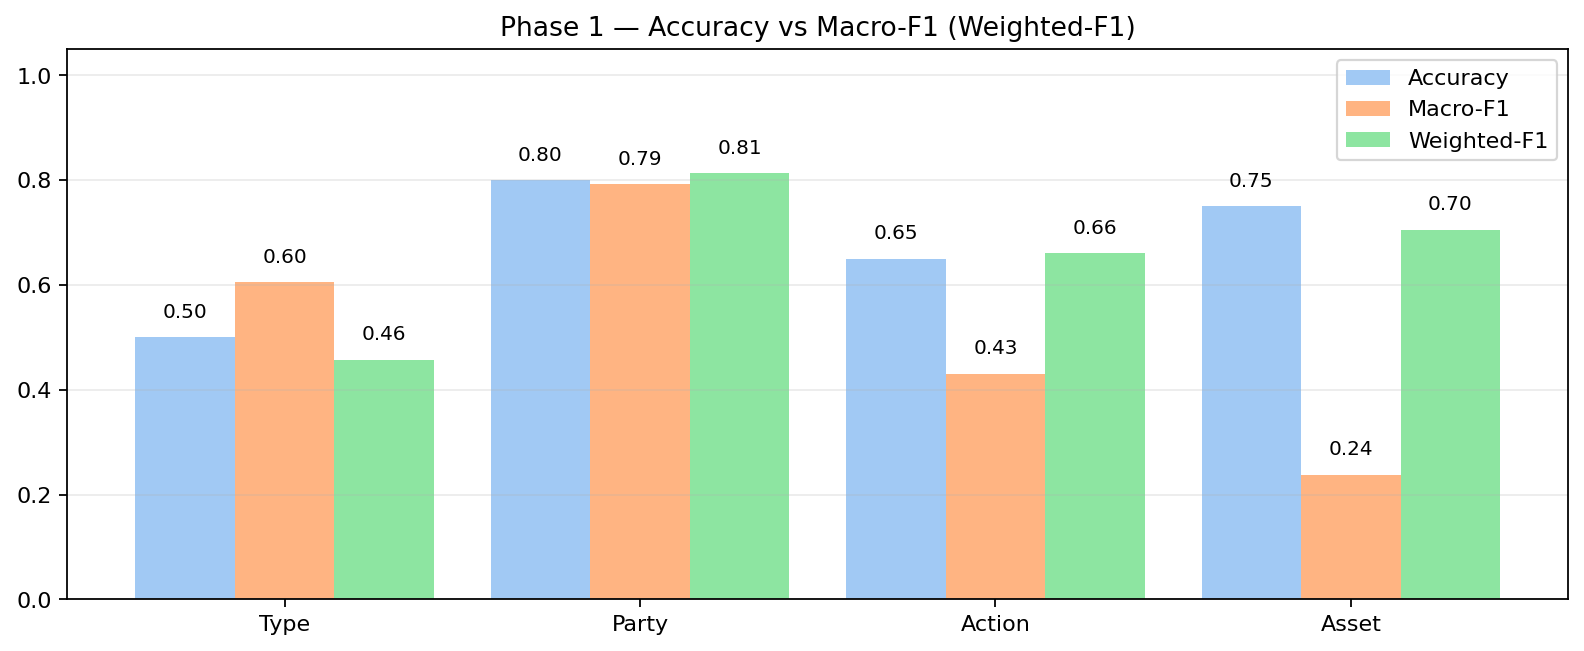 Phase 1 — Accuracy vs Macro-F1 (Weighted-F1)
Accuracy
Macro-F1
Weighted-F1
1.0
0.8
0.6
0.4
0.2
0.0
0.50
0.60
0.46
0.80
0.79
0.81
0.65
0.43
0.66
0.75
0.24
0.70
Type
Party
Action
Asset